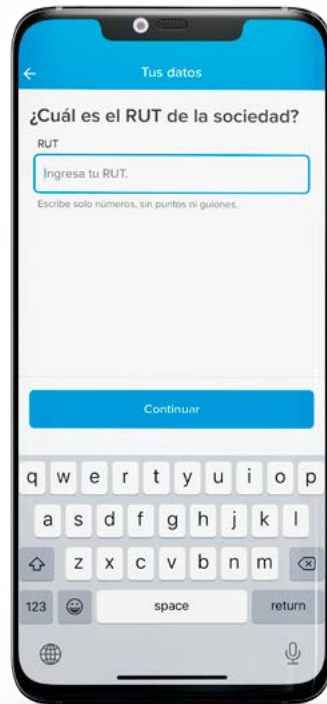 Tus datos
¿Cuál es el RUT de la sociedad?
RUT
Ingresa tu RUT.
Escribe solo números, sin puntos ni guiones.
Continuar
q w e r t y u i o p
a s d f g h j k l
z x c v b n m
123 space return